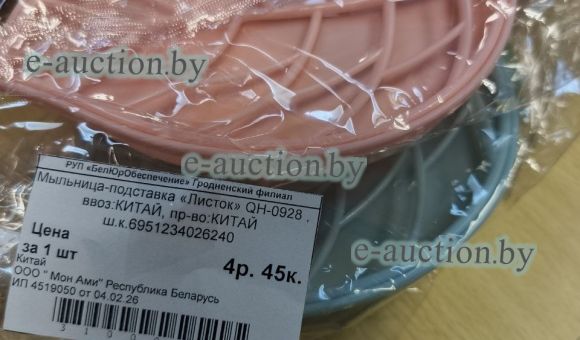 e-auction.by
e-auction.by
РУП «БелЮрОбеспечение» Гродненский филиал
Мыльница-подставка «Листок» QH-0928 ,
ввоз:КИТАЙ, пр-во:КИТАЙ
ш.к.6951234026240
Цена
за 1 шт
4р. 45к.
Китай
ООО " Мон Ами" Республика Беларусь
ИП 4519050 от 04.02.26
e-auction.by